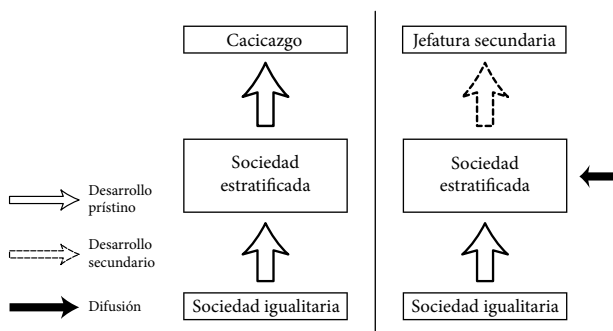 Cacicazgo
Jefatura secundaria
Sociedad
estratificada
Sociedad
estratificada
Desarrollo
prístino
Desarrollo
secundario
Difusión
Sociedad igualitaria
Sociedad igualitaria